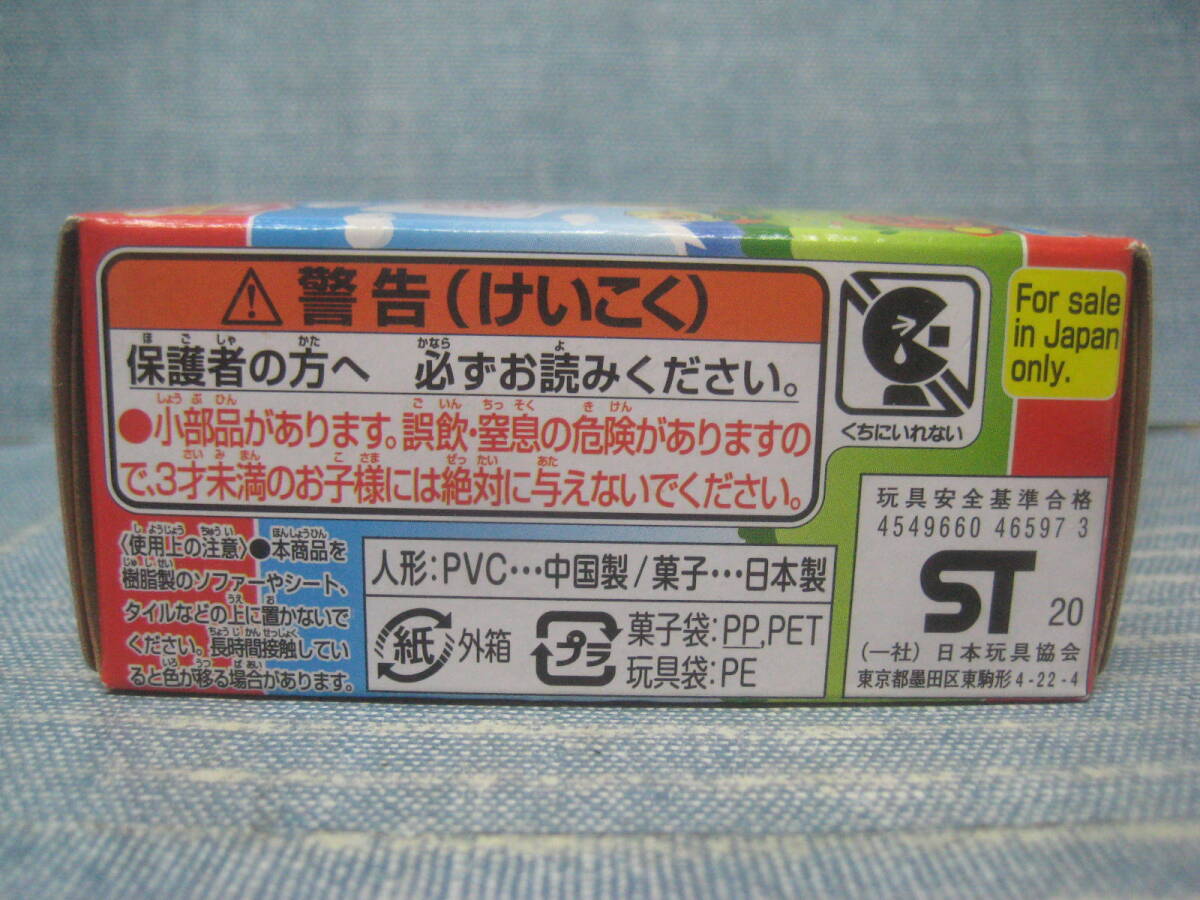 ⚠警告(けいこく)
保護者の方へ 必ずお読みください。
●小部品があります。誤飲・窒息の危険がありますの
で、3才未満のお子様には絶対に与えないでください。
くちにいれない
For sale
in Japan
only.
〈使用上の注意〉●本商品を
樹脂製のソファーやシート、
タイルなどの上に置かないで
ください。長時間接触してい
ると色が移る場合があります。
人形:PVC…中国製/菓子…日本製
紙 外箱
プラ 菓子袋:PP,PET
玩具袋:PE
玩具安全基準合格
4549660 46597 3
ST 20
(一社)日本玩具協会
東京都墨田区東駒形4-22-4